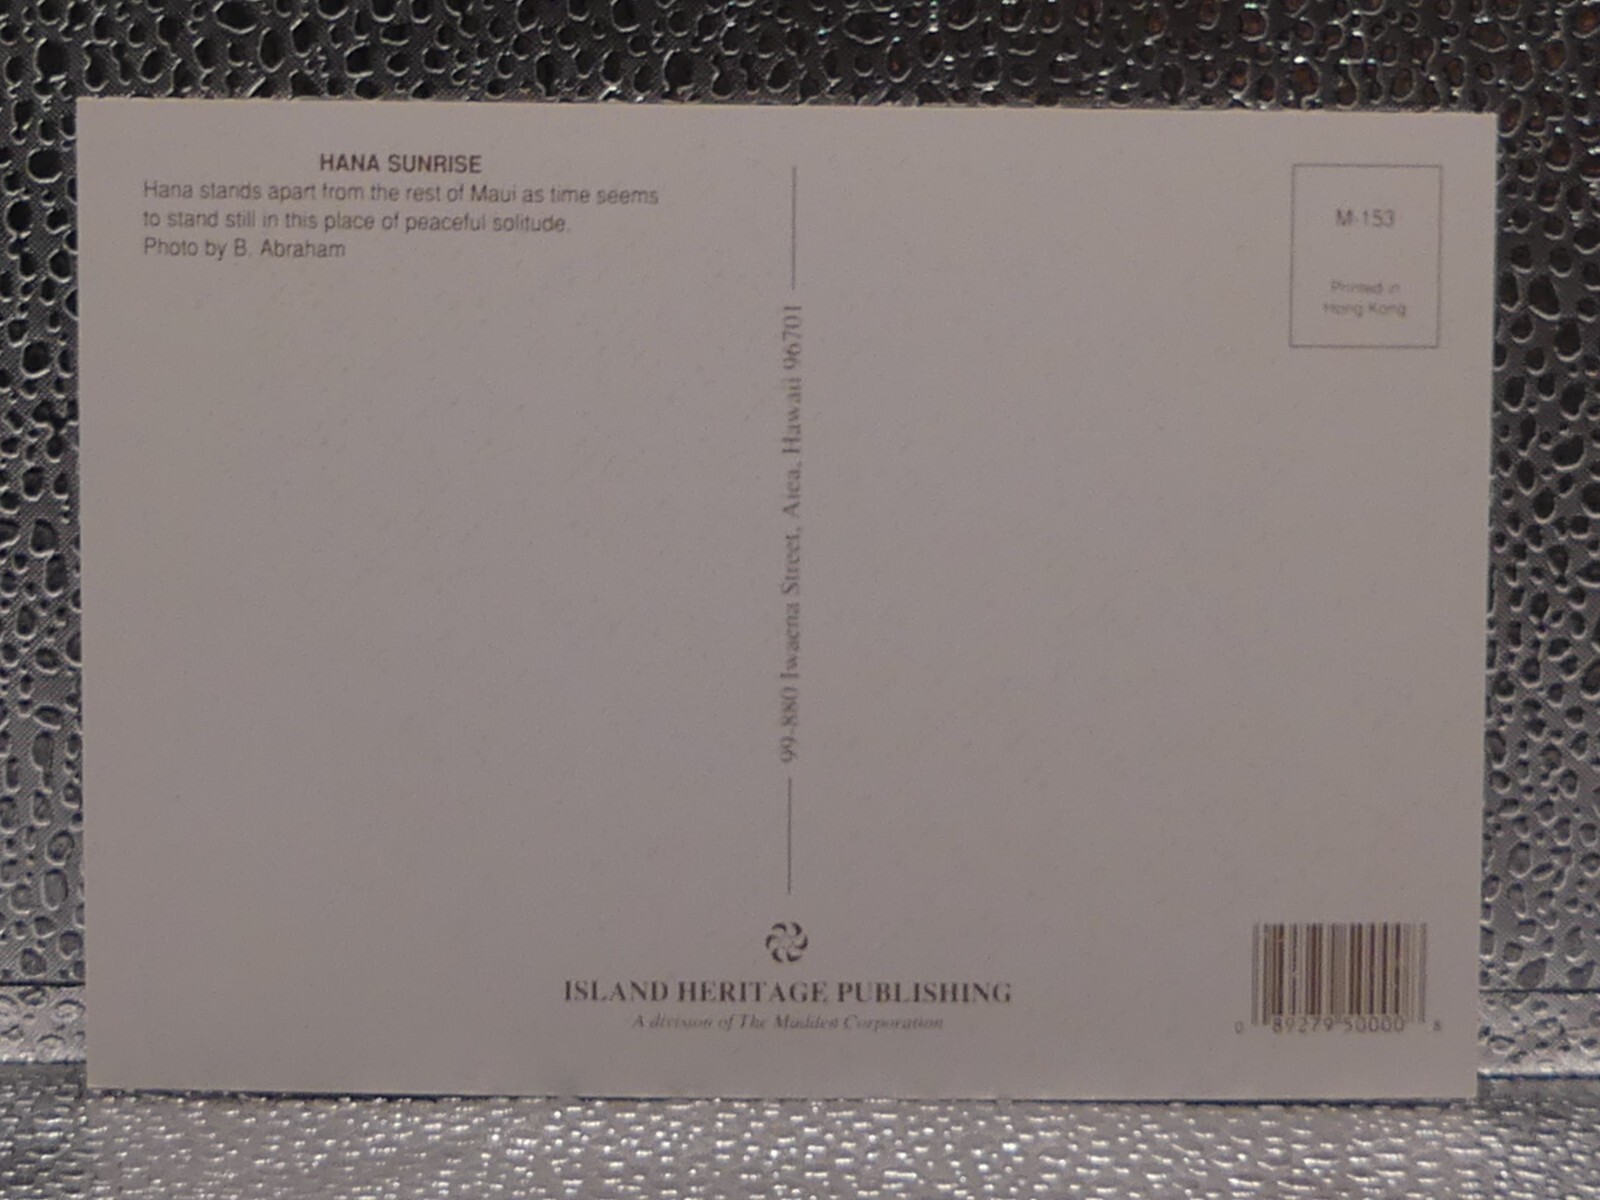 HANA SUNRISE
Hana stands apart from the rest of Maui as time seems
to stand still in this place of peaceful solitude.
Photo by B. Abraham
99-880 Iwaena Street, Aiea, Hawaii 96701
M-153
Printed in
Hong Kong
ISLAND HERITAGE PUBLISHING
A division of The Madden Corporation
0 89279 50000 8